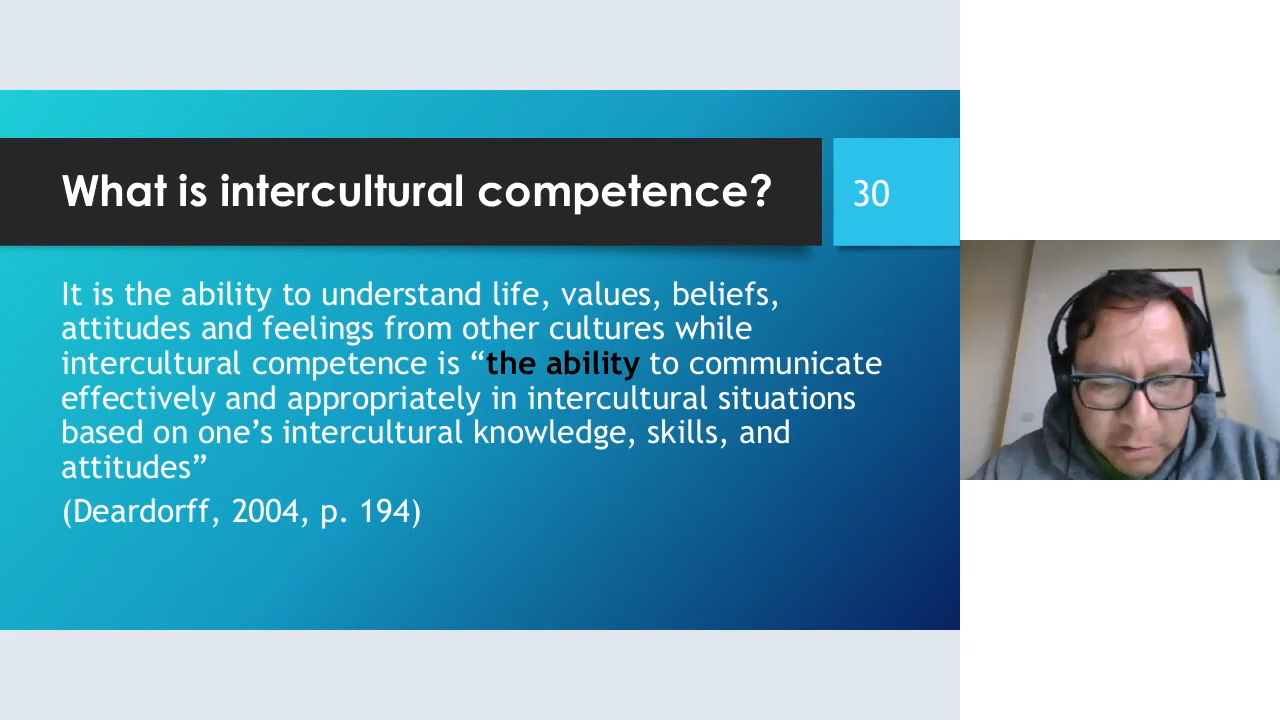 What is intercultural competence?
30
It is the ability to understand life, values, beliefs,
attitudes and feelings from other cultures while
intercultural competence is “the ability to communicate
effectively and appropriately in intercultural situations
based on one’s intercultural knowledge, skills, and
attitudes”
(Deardorff, 2004, p. 194)